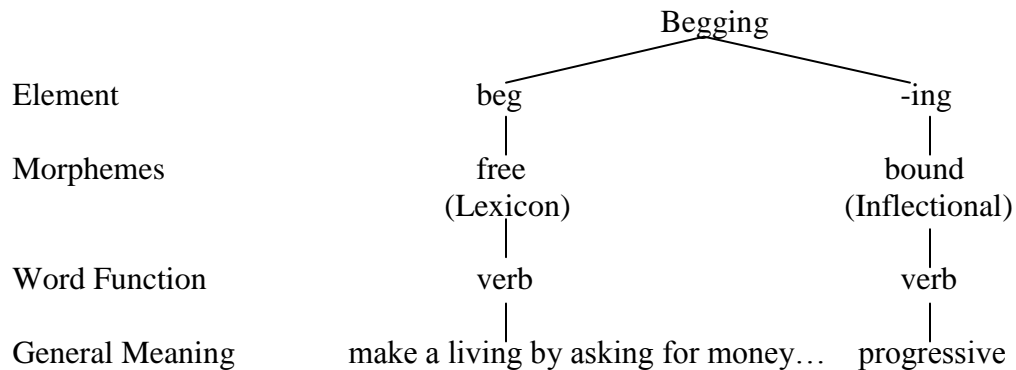 Begging
Element beg -ing
Morphemes free bound
(Lexicon) (Inflectional)
Word Function verb verb
General Meaning make a living by asking for money… progressive